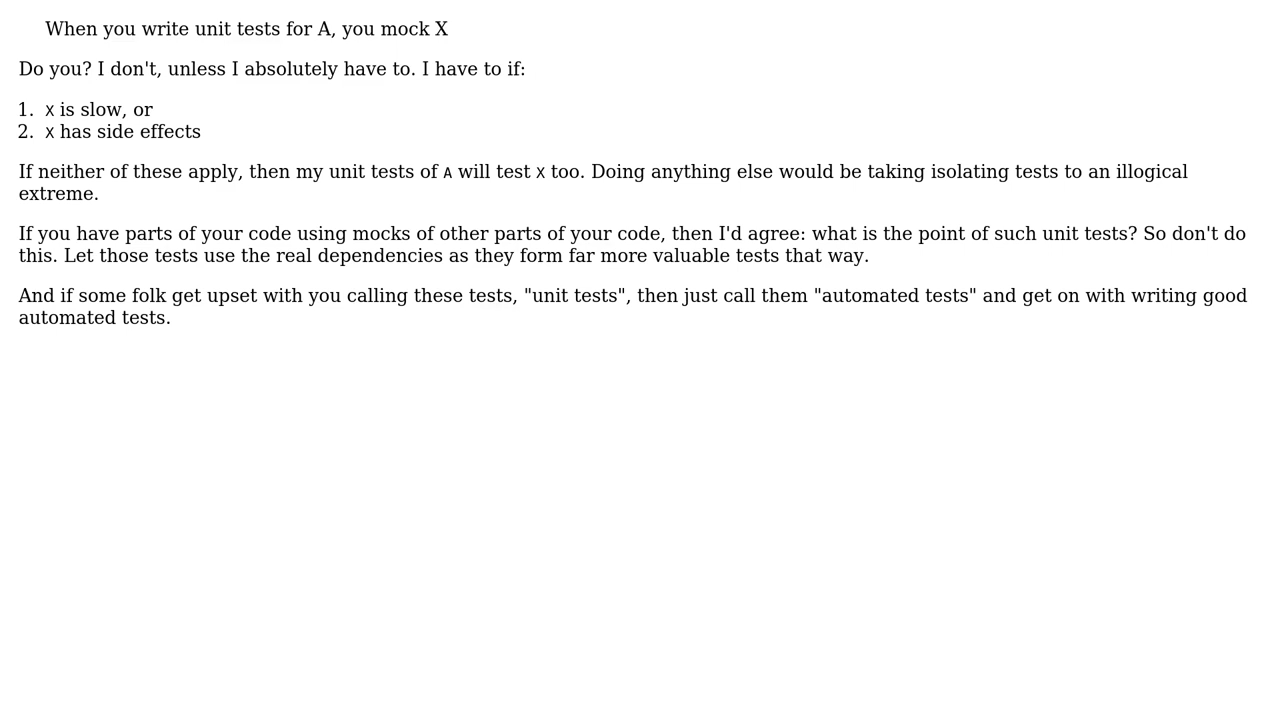 When you write unit tests for A, you mock X
Do you? I don't, unless I absolutely have to. I have to if:
1. X is slow, or
2. X has side effects
If neither of these apply, then my unit tests of A will test X too. Doing anything else would be taking isolating tests to an illogical
extreme.
If you have parts of your code using mocks of other parts of your code, then I'd agree: what is the point of such unit tests? So don't do
this. Let those tests use the real dependencies as they form far more valuable tests that way.
And if some folk get upset with you calling these tests, "unit tests", then just call them "automated tests" and get on with writing good
automated tests.